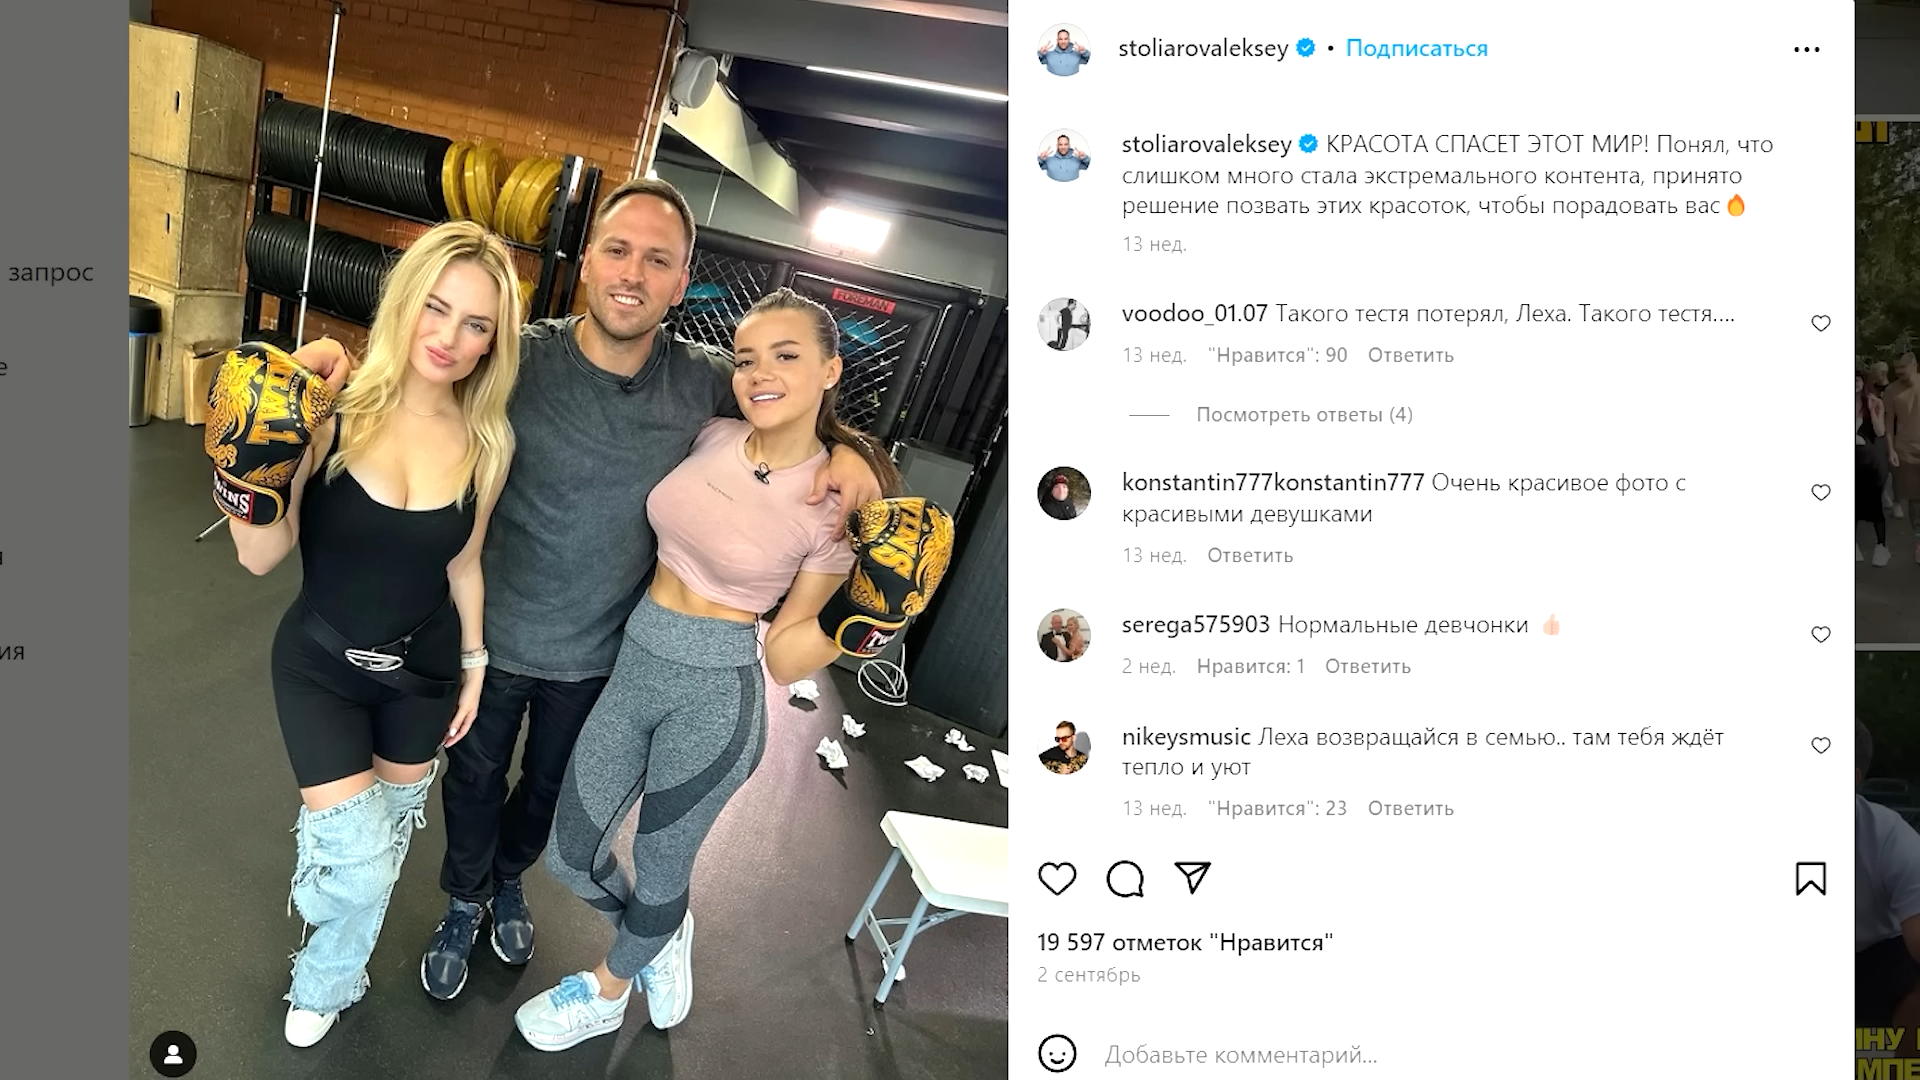 запрос
е
ия
TWINS
TWINS
FOREMAN
stoliarovaleksey • Подписаться
stoliarovaleksey КРАСОТА СПАСЕТ ЭТОТ МИР! Понял, что
слишком много стала экстремального контента, принято
решение позвать этих красоток, чтобы порадовать вас🔥
13 нед.
voodoo_01.07 Такого тестя потерял, Леха. Такого тестя....
13 нед. "Нравится": 90 Ответить
Посмотреть ответы (4)
konstantin777konstantin777 Очень красивое фото с
красивыми девушками
13 нед. Ответить
serega575903 Нормальные девчонки 👍🏻
2 нед. Нравится: 1 Ответить
nikeysmusic Леха возвращайся в семью.. там тебя ждёт
тепло и уют
13 нед. "Нравится": 23 Ответить
19 597 отметок "Нравится"
2 сентябрь
Добавьте комментарий...